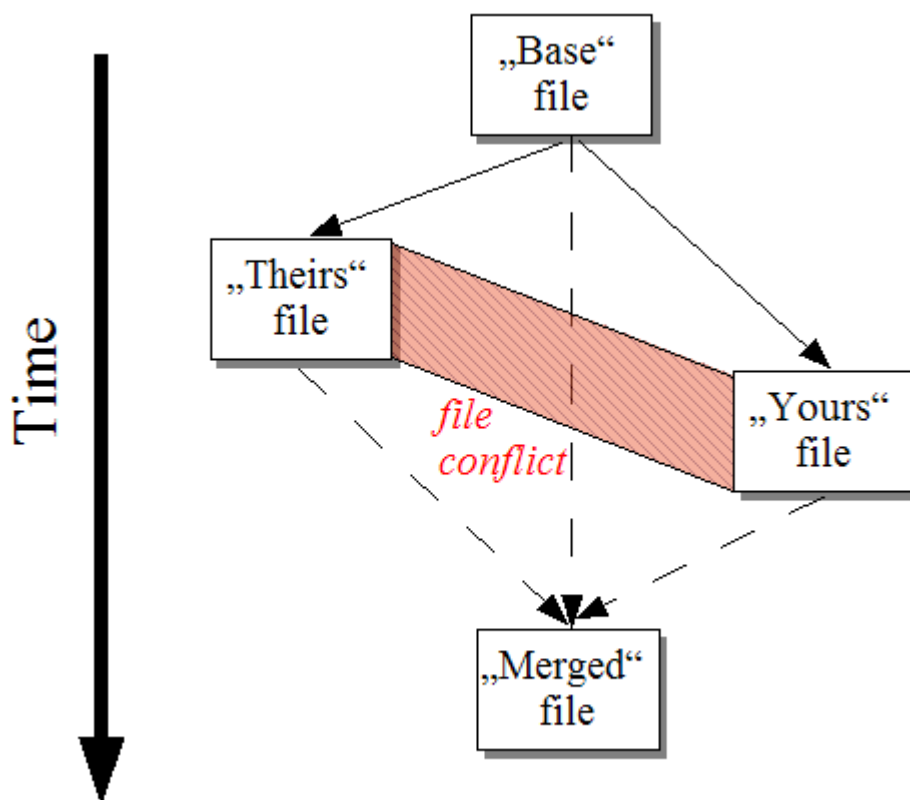 „Base“
file
„Theirs“
file
Time
„Yours“
file
file
conflict
„Merged“
file